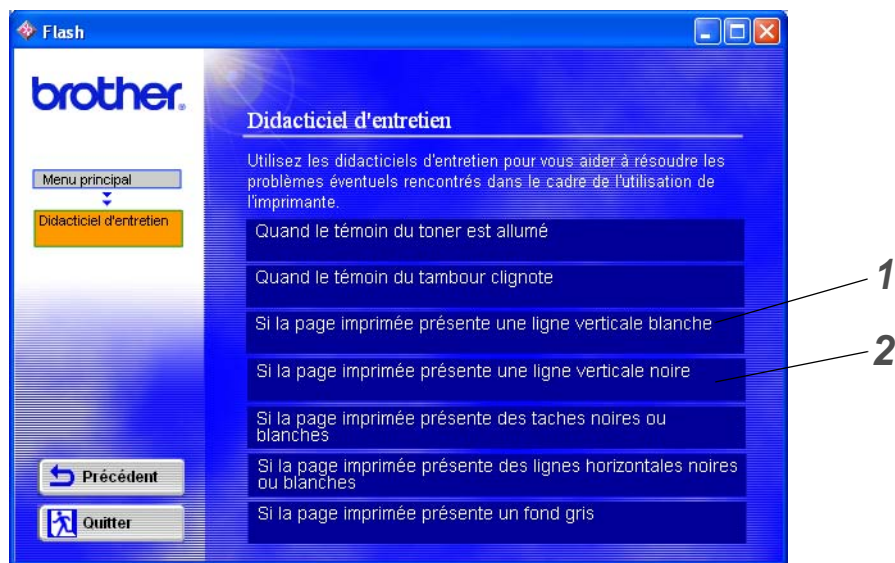 Flash
brother.
Menu principal
Didacticiel d'entretien
Didacticiel d'entretien
Utilisez les didacticiels d'entretien pour vous aider à résoudre les
problèmes éventuels rencontrés dans le cadre de l'utilisation de
l'imprimante.
Quand le témoin du toner est allumé
Quand le témoin du tambour clignote
Si la page imprimée présente une ligne verticale blanche
1
Si la page imprimée présente une ligne verticale noire
2
Si la page imprimée présente des taches noires ou
blanches
Si la page imprimée présente des lignes horizontales noires
ou blanches
Si la page imprimée présente un fond gris
Précédent
Quitter